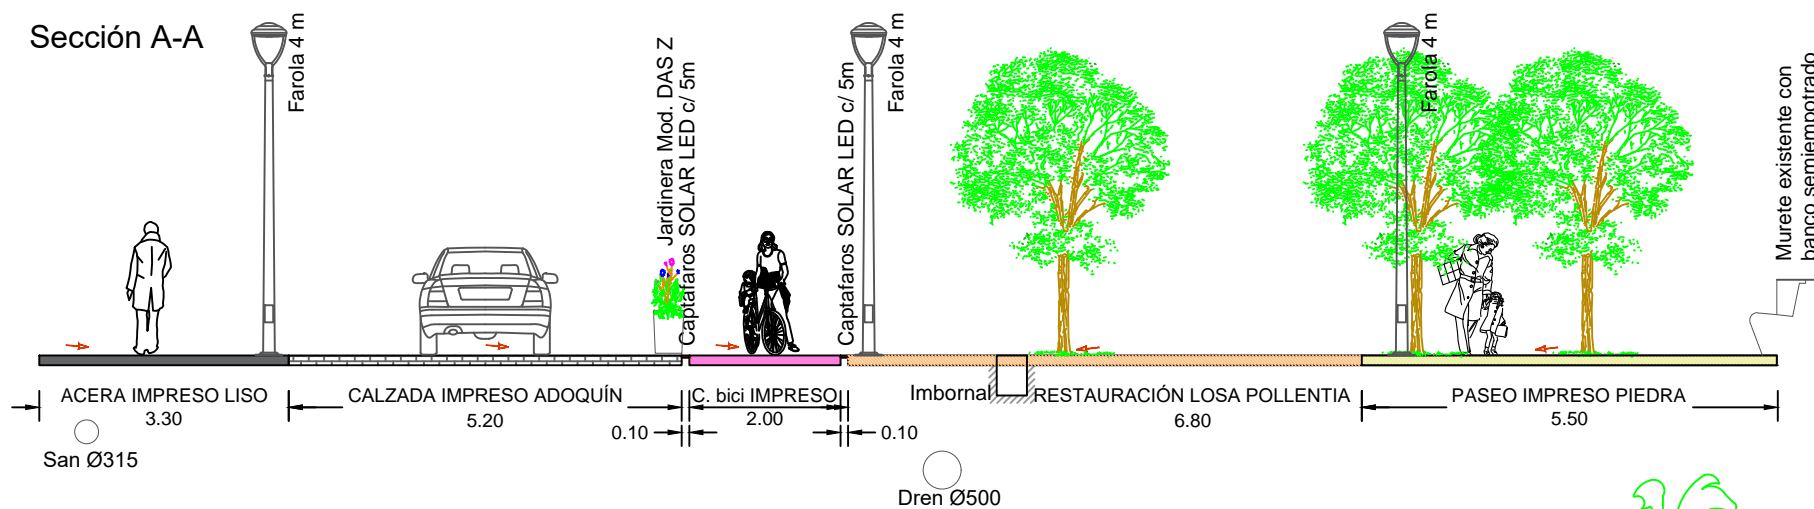 Sección A-A
Farola 4 m
Jardinera Mod. DAS Z
Captafaros SOLAR LED c/ 5m
Captafaros SOLAR LED c/ 5m
Farola 4 m
Farola 4 m
Murete existente con
banco semiempotrado
ACERA IMPRESO LISO
3.30
CALZADA IMPRESO ADOQUÍN
5.20
C. bici IMPRESO
2.00
0.10
0.10
Imbornal
RESTAURACIÓN LOSA POLLENTIA
6.80
PASEO IMPRESO PIEDRA
5.50
San Ø315
Dren Ø500